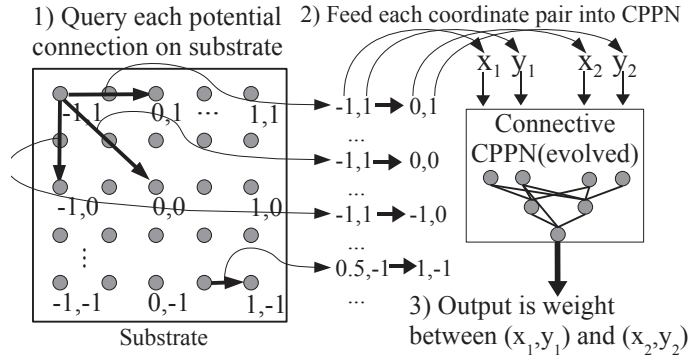 1) Query each potential
connection on substrate
2) Feed each coordinate pair into CPPN
-1,1 0,1 ... 1,1
-1,0 0,0 1,0
...
-1,-1 0,-1 1,-1
Substrate
-1,1 0,1
...
-1,1 0,0
...
-1,1 -1,0
...
0.5,-1 1,-1
...
x1 y1 x2 y2
Connective
CPPN(evolved)
3) Output is weight
between (x1,y1) and (x2,y2)